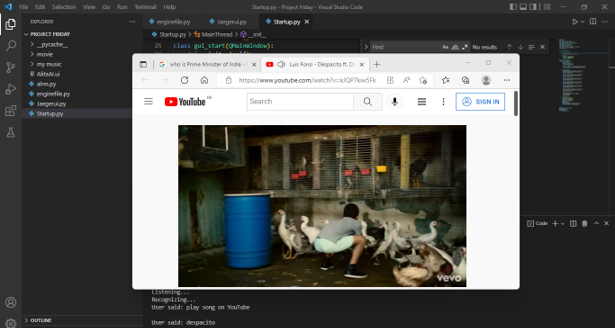 File Edit Selection View Go Run Terminal Help
Startup.py - Project Friday - Visual Studio Code
EXPLORER
PROJECT FRIDAY
__pycache__
movie
my music
AlitaAI.ui
alrm.py
enginefile.py
Jaegerui.py
Startup.py
OUTLINE
enginefile.py
Jaegerui.py
Startup.py
Startup.py > MainThread > __init__
25 class gui_start(QMainWindow):
Find
Aa
No results
who is Prime Minister of India -
Luis Fonsi - Despacito ft. D
https://www.youtube.com/watch?v=kJQP7kiw5Fk
YouTube
Search
SIGN IN
vevo
Code
Listening...
Recognizing...
User said: play song on YouTube
User said: despacito